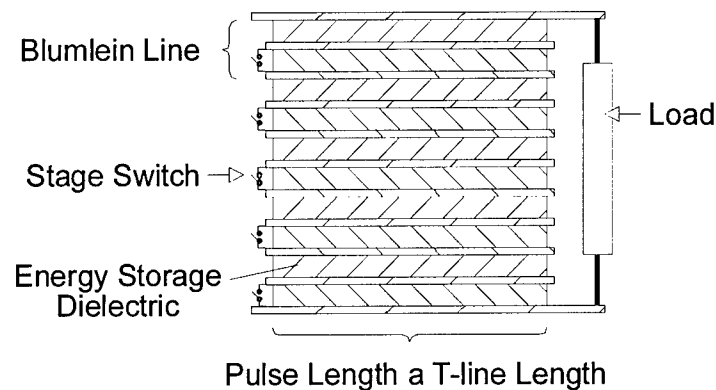 Blumlein Line
Load
Stage Switch
Energy Storage
Dielectric
Pulse Length a T-line Length